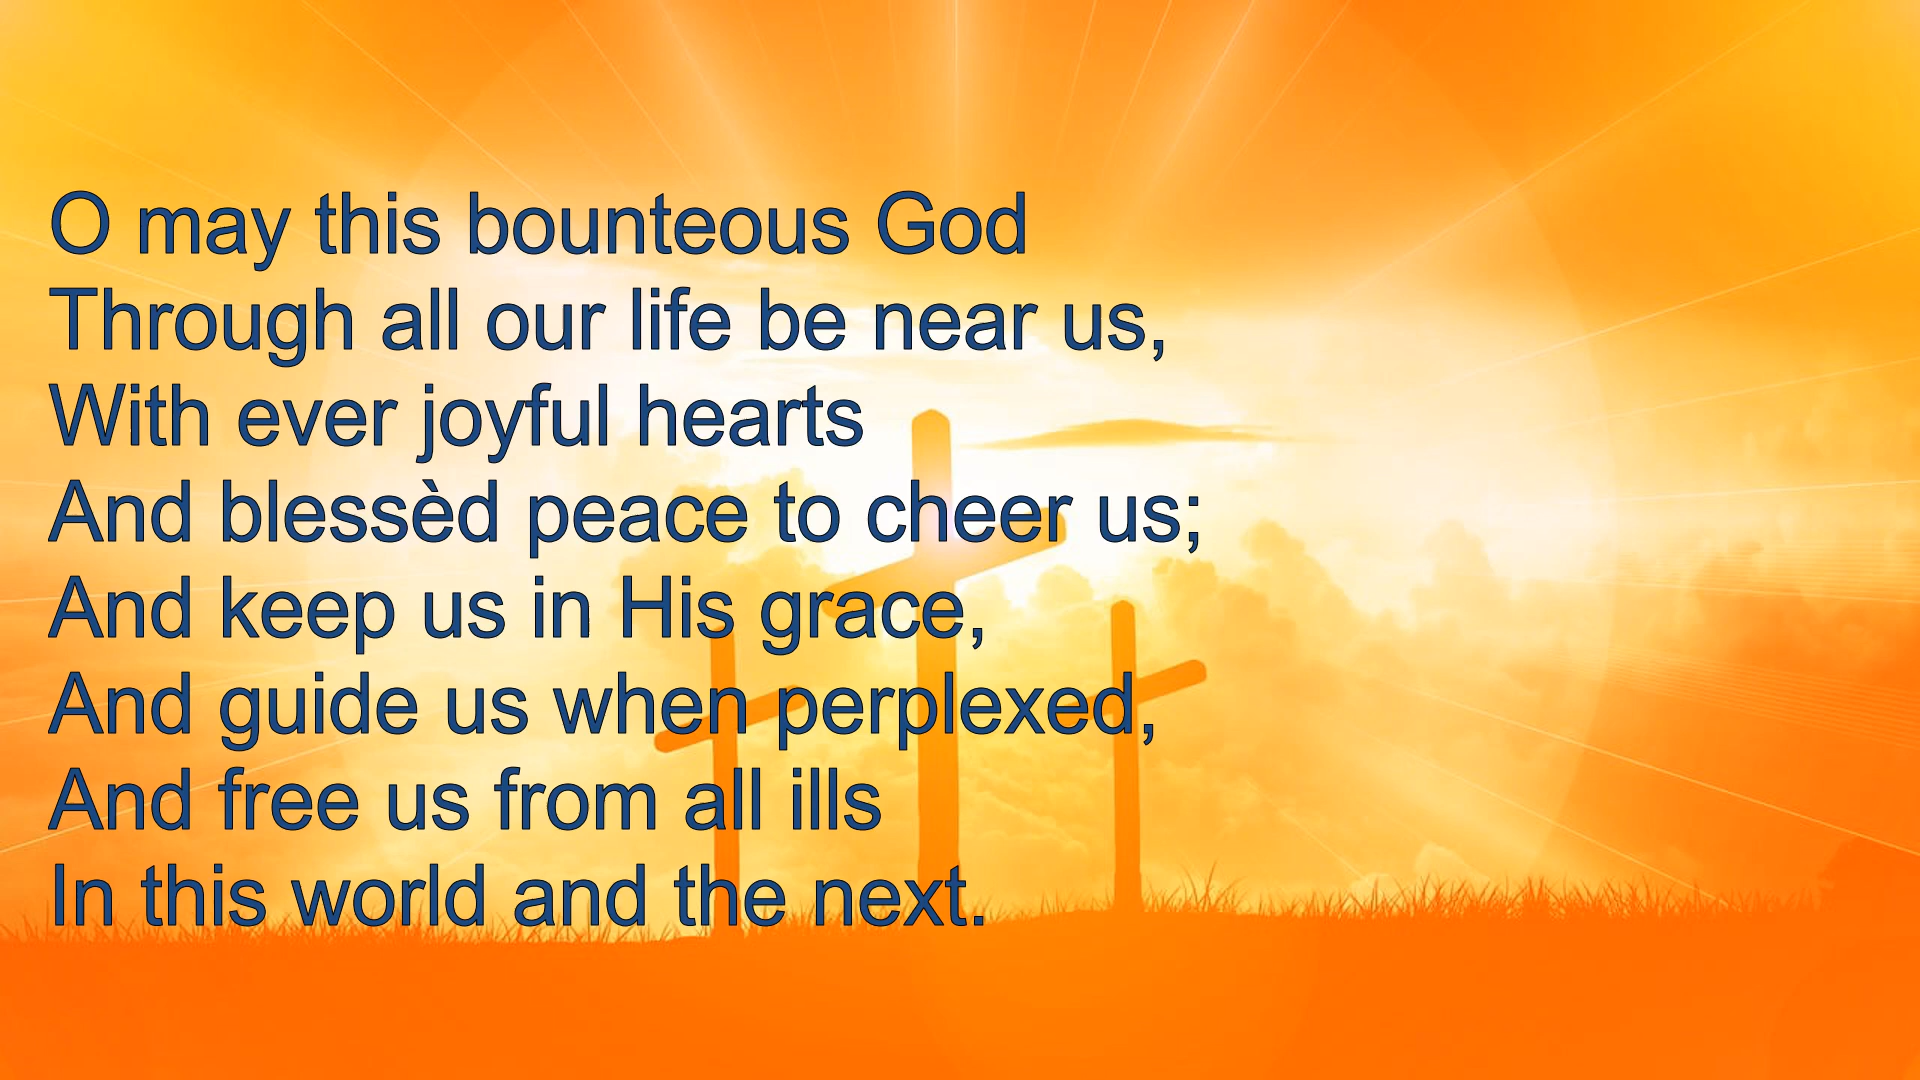 O may this bounteous God
Through all our life be near us,
With ever joyful hearts
And blessèd peace to cheer us;
And keep us in His grace,
And guide us when perplexed,
And free us from all ills
In this world and the next.